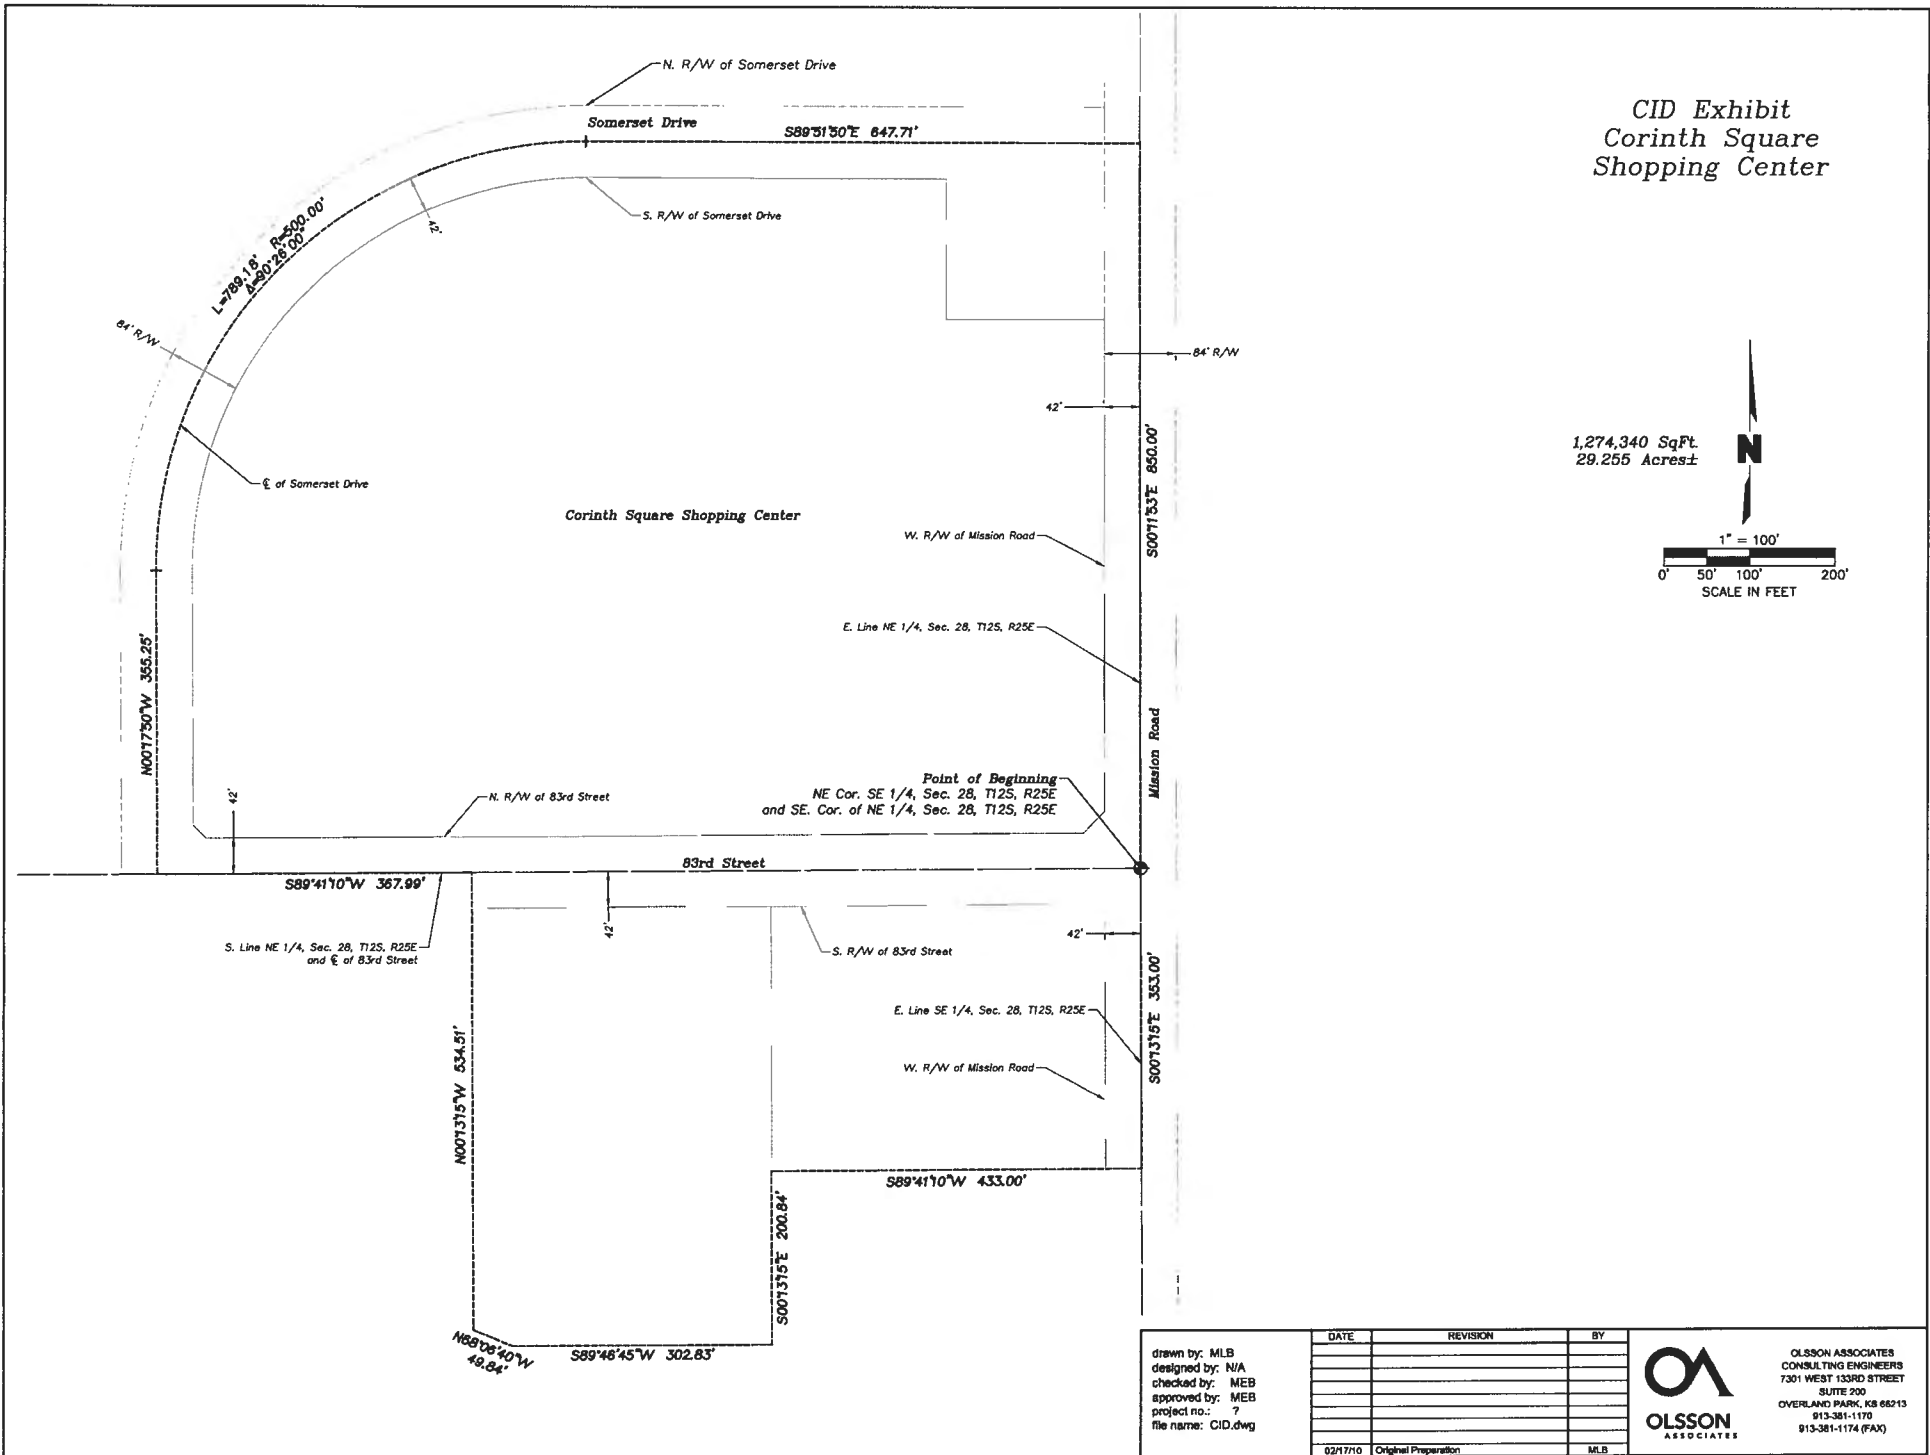 CID Exhibit
Corinth Square
Shopping Center
N. R/W of Somerset Drive
Somerset Drive
S89°51'50"E 647.71'
S. R/W of Somerset Drive
42'
L=789.18' R=500.00'
Δ=90°26'00"
84' R/W
84' R/W
42'
℄ of Somerset Drive
Corinth Square Shopping Center
W. R/W of Mission Road
S00°11'53"E 850.00'
1,274,340 SqFt.
29.255 Acres±
N
1" = 100'
0' 50' 100' 200'
SCALE IN FEET
E. Line NE 1/4, Sec. 28, T12S, R25E
N00°17'50"W 355.25'
Mission Road
Point of Beginning
NE Cor. SE 1/4, Sec. 28, T12S, R25E
and SE. Cor. of NE 1/4, Sec. 28, T12S, R25E
42'
N. R/W of 83rd Street
83rd Street
S89°41'10"W 367.99'
42'
S. Line NE 1/4, Sec. 28, T12S, R25E
and ℄ of 83rd Street
S. R/W of 83rd Street
42'
S00°13'15"E 353.00'
E. Line SE 1/4, Sec. 28, T12S, R25E
W. R/W of Mission Road
N00°13'15"W 534.51'
S89°41'10"W 433.00'
S00°13'15"E 200.84'
N68°06'40"W
49.84'
S89°46'45"W 302.83'
drawn by: MLB
designed by: N/A
checked by: MEB
approved by: MEB
project no.: ?
file name: CID.dwg
DATE REVISION BY
02/17/10 Original Preparation MLB
OLSSON
ASSOCIATES
OLSSON ASSOCIATES
CONSULTING ENGINEERS
7301 WEST 133RD STREET
SUITE 200
OVERLAND PARK, KS 66213
913-381-1170
913-381-1174 (FAX)